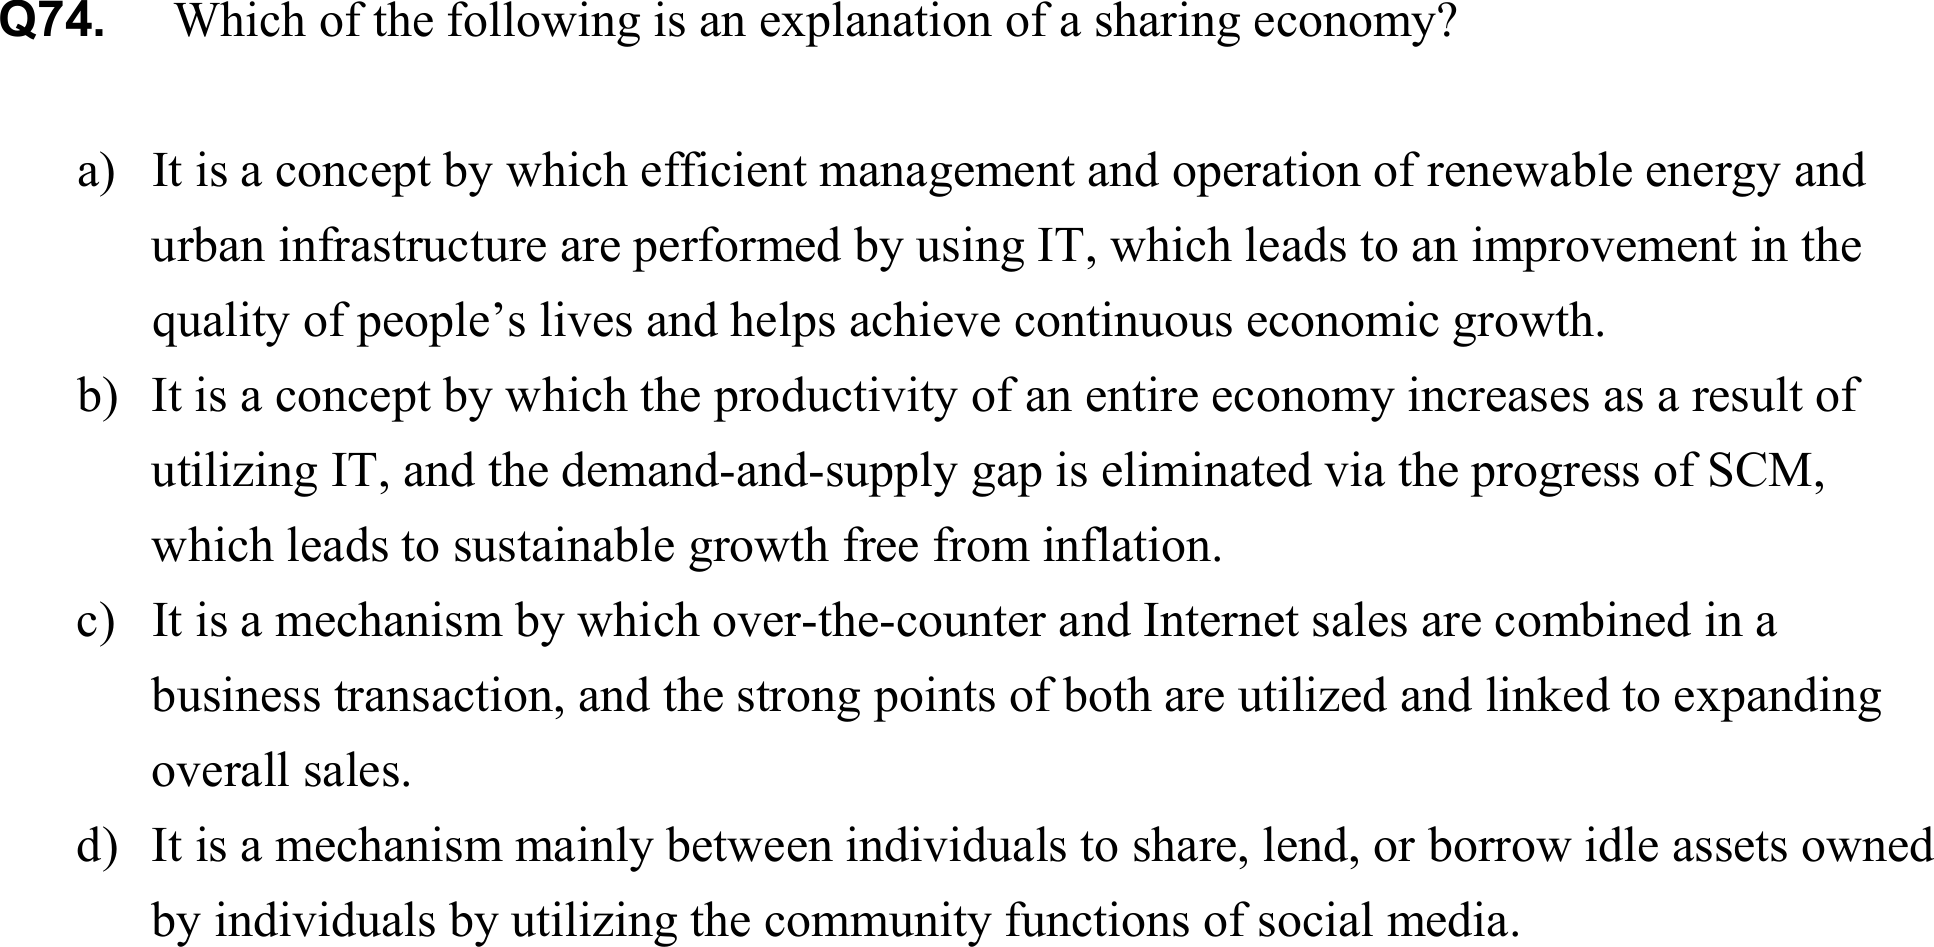 Q74. Which of the following is an explanation of a sharing economy?
a) It is a concept by which efficient management and operation of renewable energy and
urban infrastructure are performed by using IT, which leads to an improvement in the
quality of people’s lives and helps achieve continuous economic growth.
b) It is a concept by which the productivity of an entire economy increases as a result of
utilizing IT, and the demand-and-supply gap is eliminated via the progress of SCM,
which leads to sustainable growth free from inflation.
c) It is a mechanism by which over-the-counter and Internet sales are combined in a
business transaction, and the strong points of both are utilized and linked to expanding
overall sales.
d) It is a mechanism mainly between individuals to share, lend, or borrow idle assets owned
by individuals by utilizing the community functions of social media.